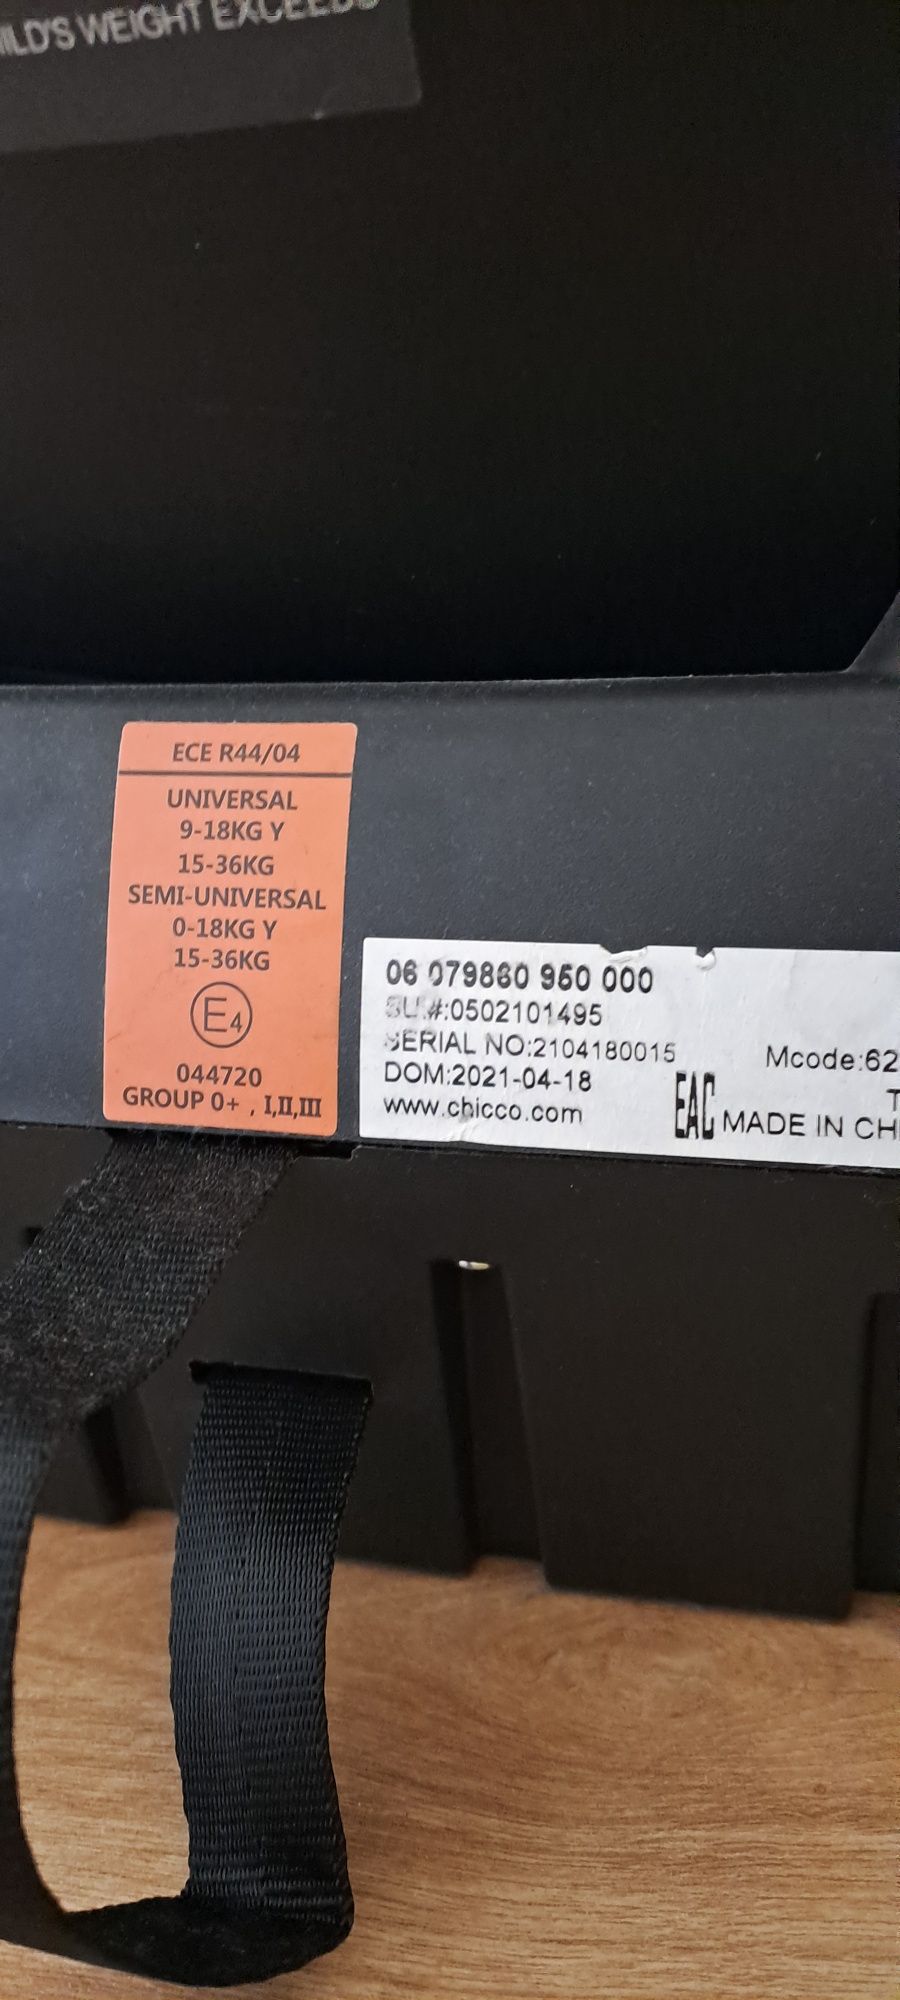 CHILD'S WEIGHT EXCEEDS
ECE R44/04
UNIVERSAL
9-18KG Y
15-36KG
SEMI-UNIVERSAL
0-18KG Y
15-36KG
E4
044720
GROUP 0+ , I,II,III
06 079860 950 000
SU #:0502101495
SERIAL NO:2104180015
Mcode:62
DOM:2021-04-18
T
www.chicco.com
EAC MADE IN CH